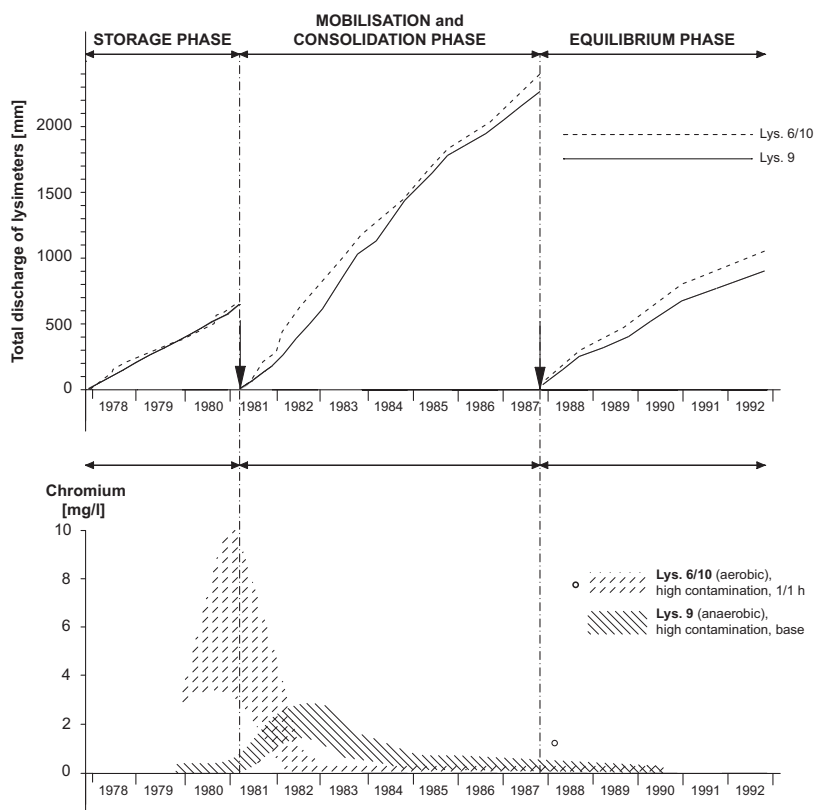 MOBILISATION and
STORAGE PHASE CONSOLIDATION PHASE EQUILIBRIUM PHASE
Total discharge of lysimeters [mm]
2000
1500
1000
500
0
Lys. 6/10
Lys. 9
1978 1979 1980 1981 1982 1983 1984 1985 1986 1987 1988 1989 1990 1991 1992
Chromium
[mg/l]
10
8
6
4
2
0
Lys. 6/10 (aerobic),
high contamination, 1/1 h
Lys. 9 (anaerobic),
high contamination, base
1978 1979 1980 1981 1982 1983 1984 1985 1986 1987 1988 1989 1990 1991 1992